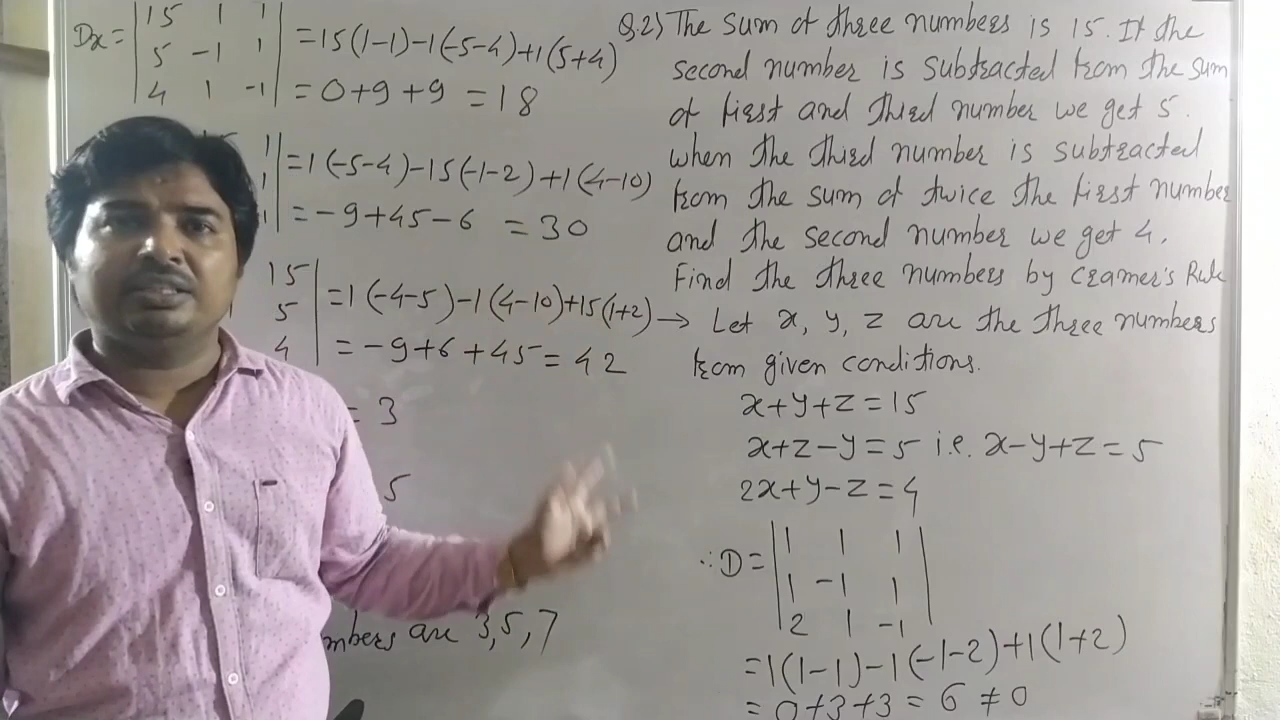 Dx = |15 1 1| = 15(1-1)-1(-5-4)+1(5+4)
|5 -1 1|
|4 1 -1| = 0+9+9 = 18
1| = 1(-5-4)-15(-1-2)+1(4-10)
1|
1| = -9+45-6 = 30
15| = 1(-4-5)-1(4-10)+15(1+2)
5|
4| = -9+6+45 = 42
= 3
5
mbers are 3,5,7
Q.2) The sum of three numbers is 15. If the
second number is subtracted from the sum
of first and third number we get 5.
when the third number is subtracted
from the sum of twice the first number
and the second number we get 4.
Find the three numbers by Cramer's Rule
→ Let x, y, z are the three numbers
from given conditions.
x+y+z=15
x+z-y=5 i.e. x-y+z=5
2x+y-z=4
∴D= |1 1 1|
|1 -1 1|
|2 1 -1|
=1(1-1)-1(-1-2)+1(1+2)
= 0+3+3 = 6 ≠ 0